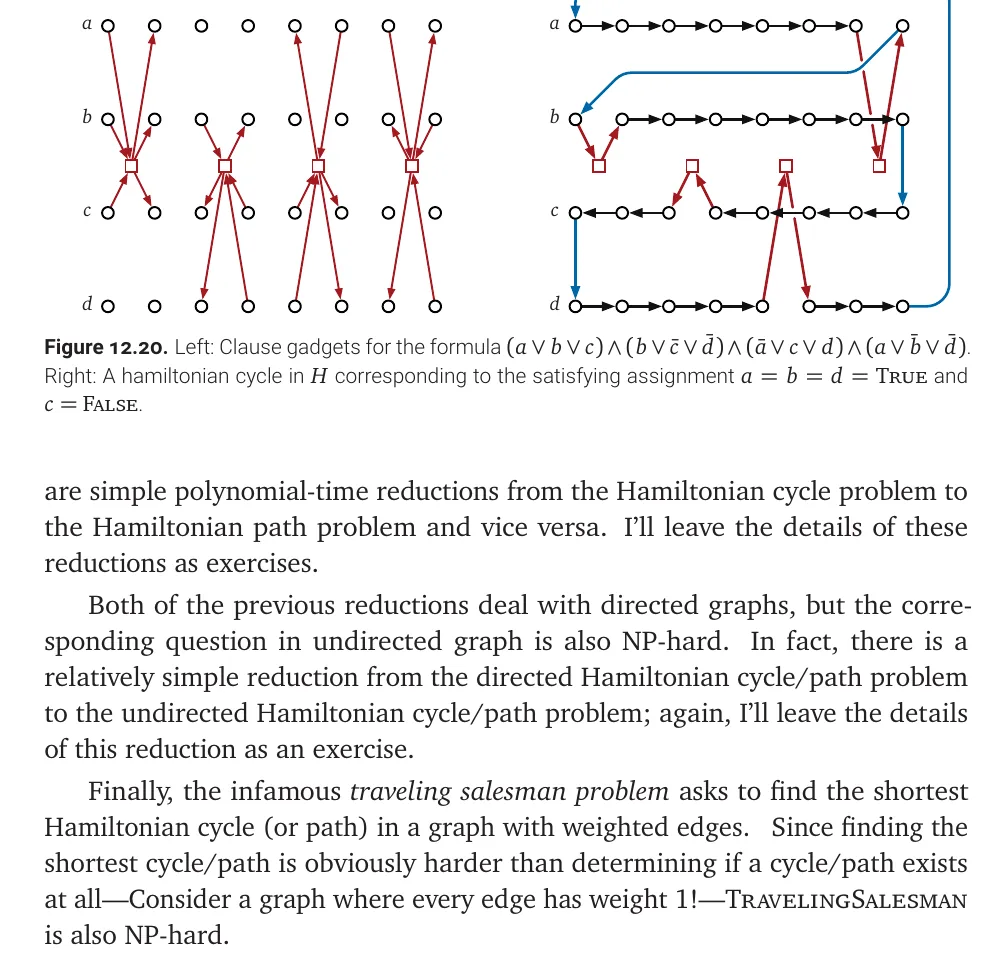 a
b
c
d
a
b
c
d
Figure 12.20. Left: Clause gadgets for the formula (a ∨ b ∨ c) ∧ (b ∨ c̄ ∨ d̄) ∧ (ā ∨ c ∨ d) ∧ (a ∨ b̄ ∨ d̄).
Right: A hamiltonian cycle in H corresponding to the satisfying assignment a = b = d = TRUE and
c = FALSE.
are simple polynomial-time reductions from the Hamiltonian cycle problem to
the Hamiltonian path problem and vice versa. I’ll leave the details of these
reductions as exercises.
Both of the previous reductions deal with directed graphs, but the corre-
sponding question in undirected graph is also NP-hard. In fact, there is a
relatively simple reduction from the directed Hamiltonian cycle/path problem
to the undirected Hamiltonian cycle/path problem; again, I’ll leave the details
of this reduction as an exercise.
Finally, the infamous traveling salesman problem asks to find the shortest
Hamiltonian cycle (or path) in a graph with weighted edges. Since finding the
shortest cycle/path is obviously harder than determining if a cycle/path exists
at all—Consider a graph where every edge has weight 1!—TRAVELINGSALESMAN
is also NP-hard.